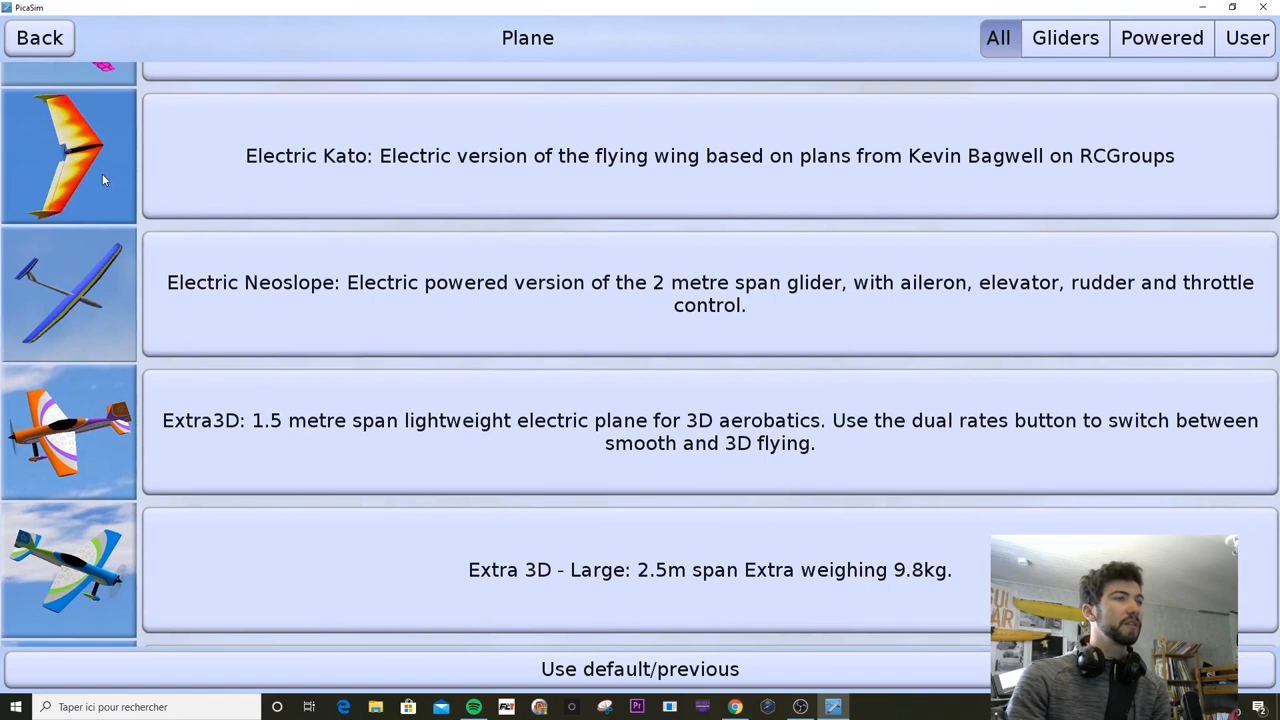 PicaSim
Back
Plane
All
Gliders
Powered
User
Electric Kato: Electric version of the flying wing based on plans from Kevin Bagwell on RCGroups
Electric Neoslope: Electric powered version of the 2 metre span glider, with aileron, elevator, rudder and throttle
control.
Extra3D: 1.5 metre span lightweight electric plane for 3D aerobatics. Use the dual rates button to switch between
smooth and 3D flying.
Extra 3D - Large: 2.5m span Extra weighing 9.8kg.
Use default/previous
Taper ici pour rechercher